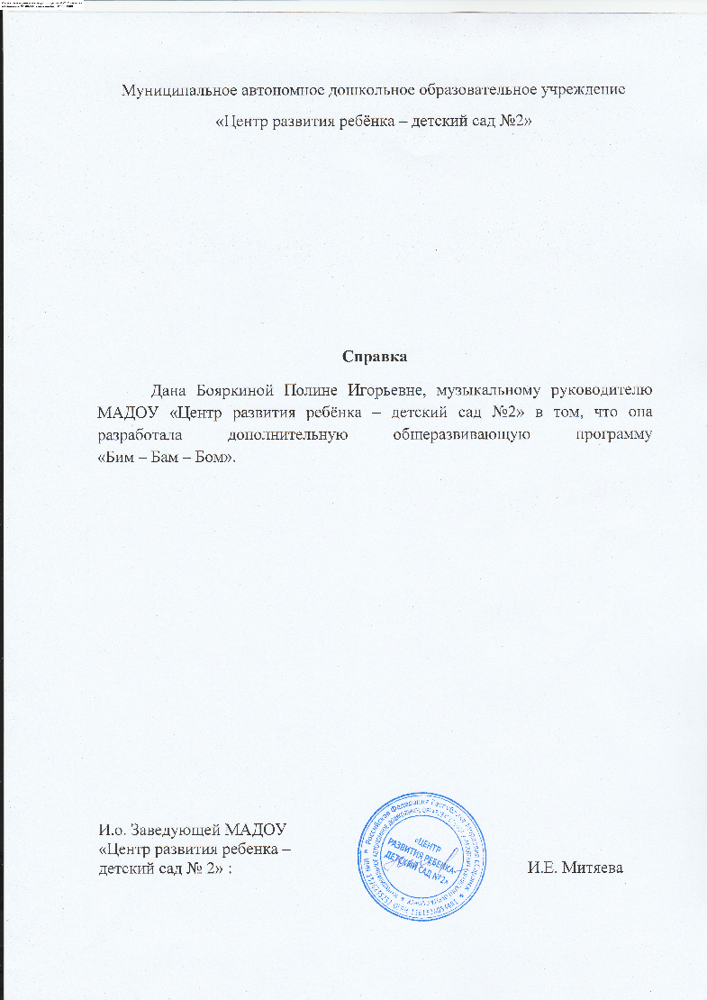 Муниципальное автономное дошкольное образовательное учреждение
«Центр развития ребёнка – детский сад №2»
Справка
Дана Бояркиной Полине Игорьевне, музыкальному руководителю
МАДОУ «Центр развития ребёнка – детский сад №2» в том, что она
разработала дополнительную общеразвивающую программу
«Бим – Бам – Бом».
И.о. Заведующей МАДОУ
«Центр развития ребенка –
детский сад № 2» :
И.Е. Митяева
Российская Федерация
«ЦЕНТР
РАЗВИТИЯ РЕБЕНКА-
ДЕТСКИЙ САД №2»